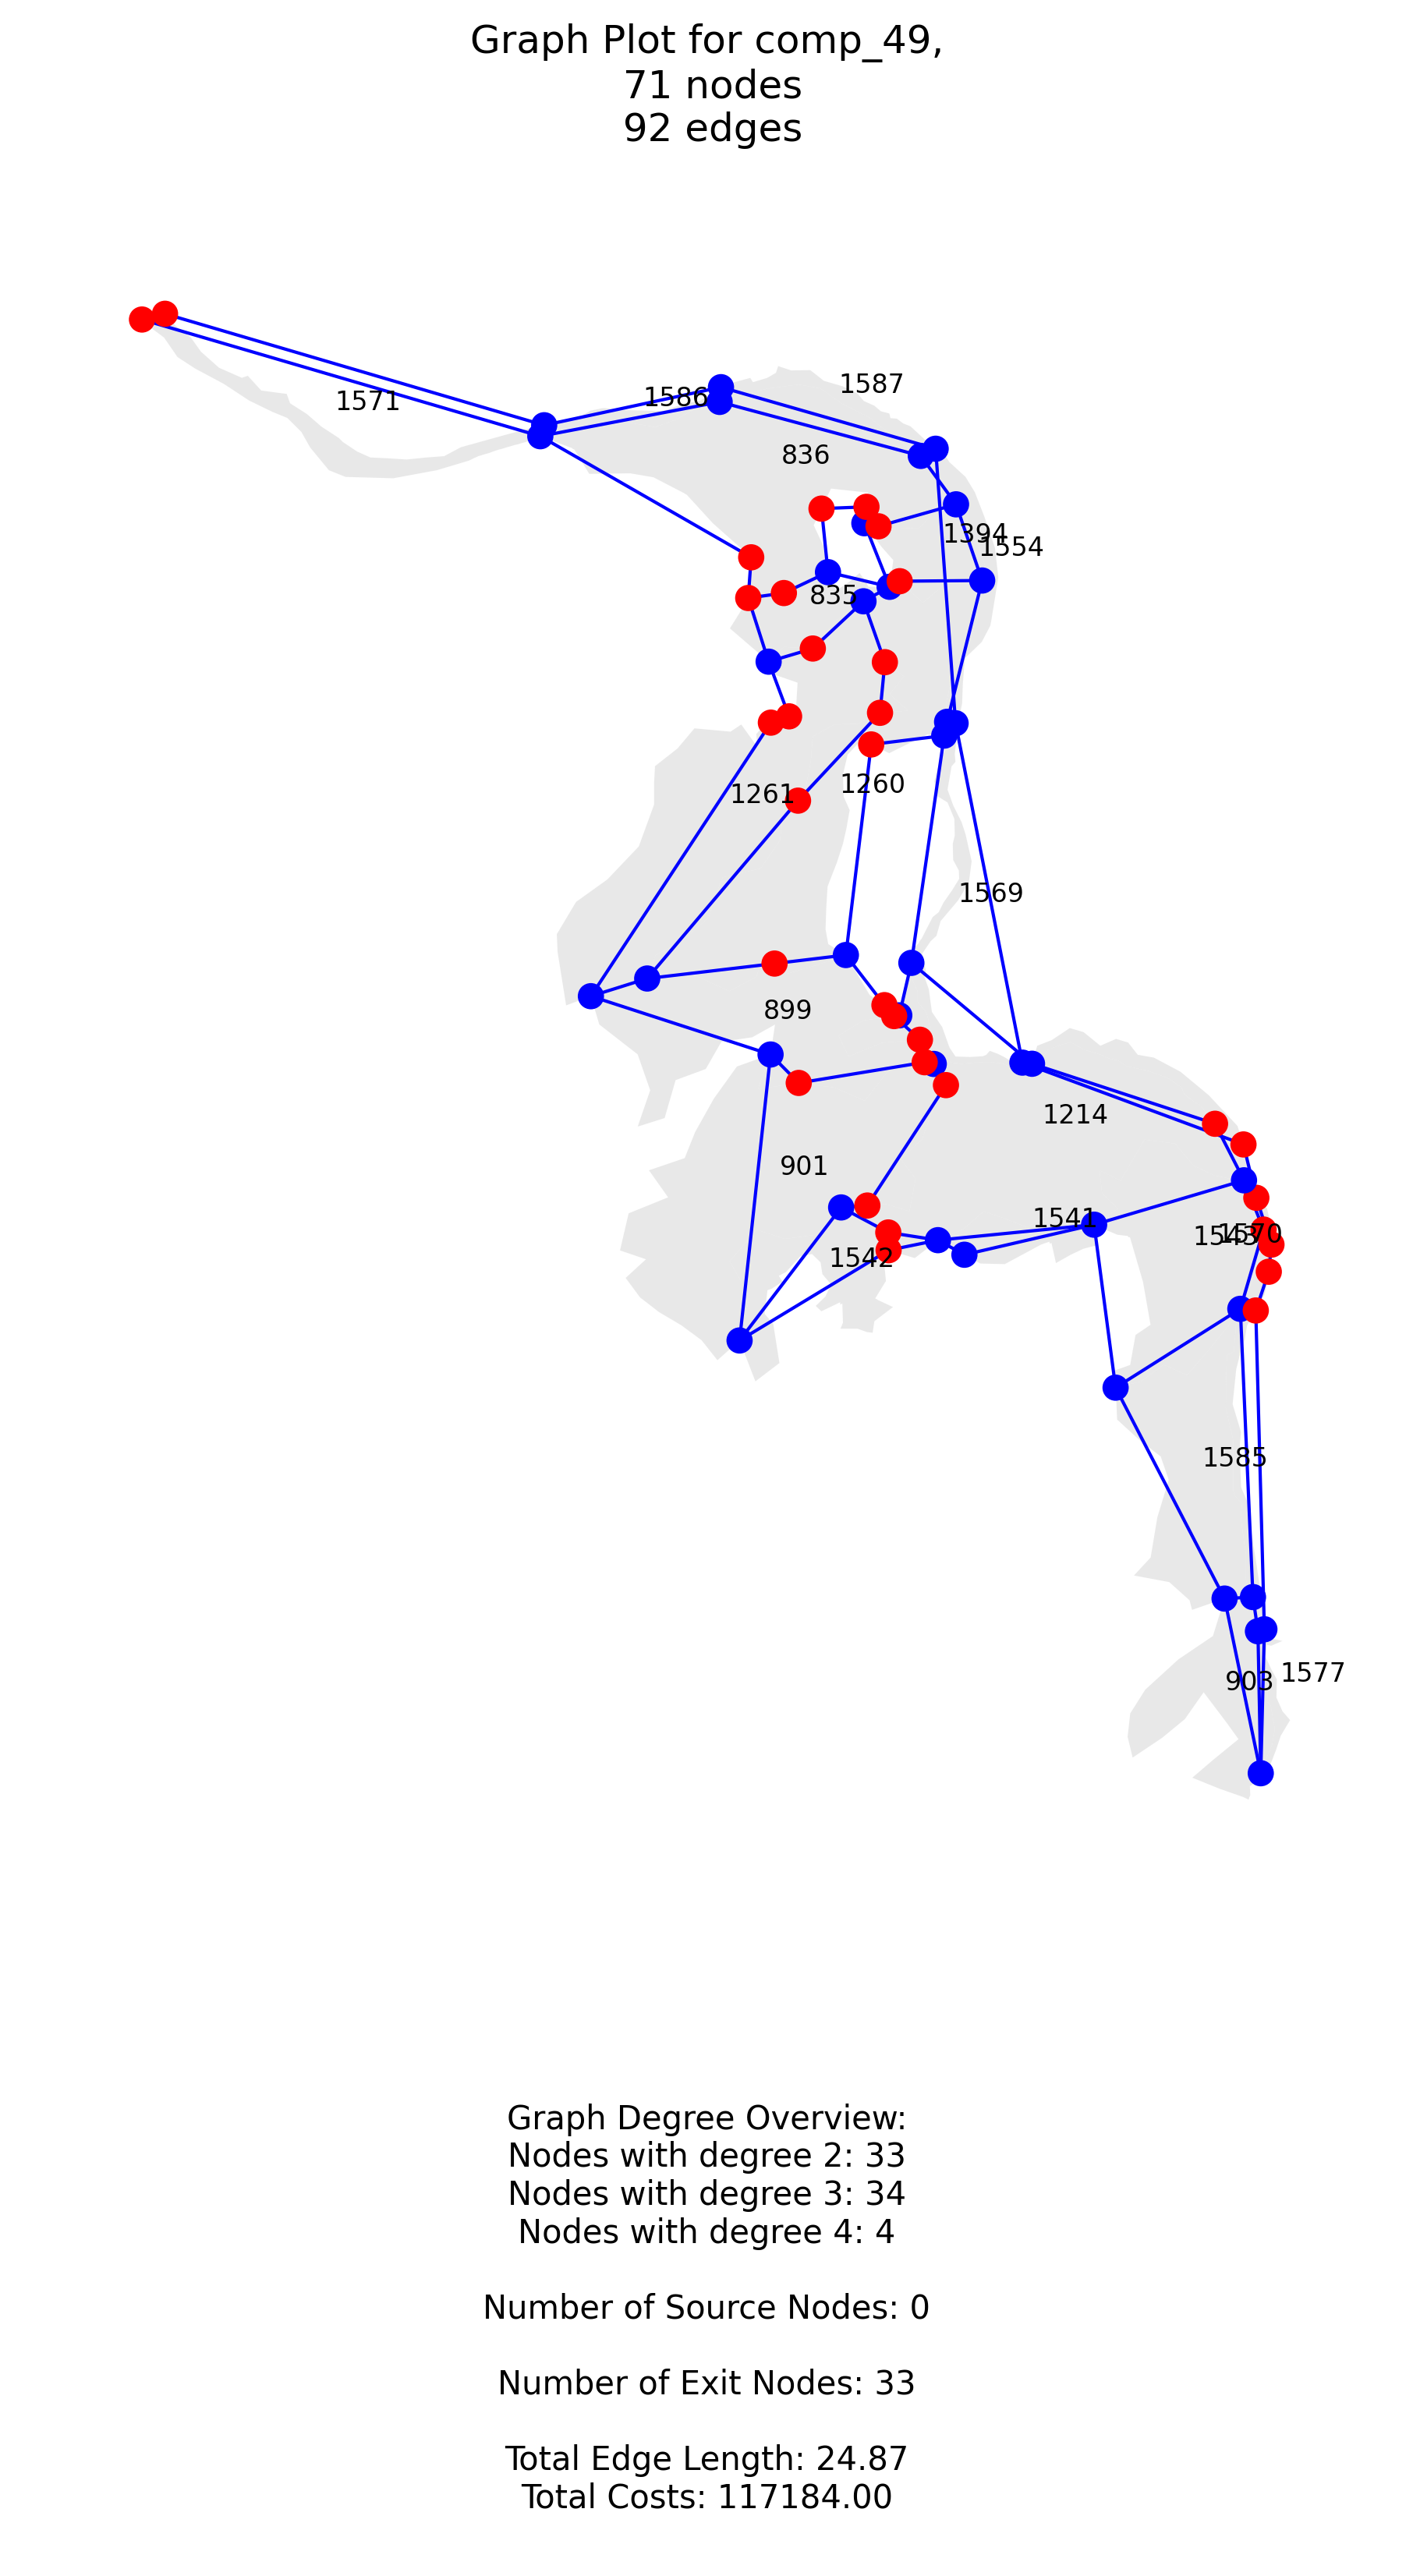 Graph Plot for comp_49,
71 nodes
92 edges
1571
1586
1587
836
1394
1554
835
1261
1260
1569
899
1214
901
1541
1543
1570
1542
1585
903
1577
Graph Degree Overview:
Nodes with degree 2: 33
Nodes with degree 3: 34
Nodes with degree 4: 4
Number of Source Nodes: 0
Number of Exit Nodes: 33
Total Edge Length: 24.87
Total Costs: 117184.00